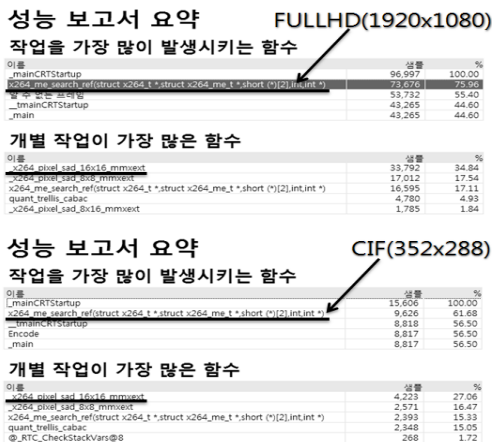 성능 보고서 요약
FULLHD(1920x1080)
작업을 가장 많이 발생시키는 함수
이름 샘플 %
_mainCRTStartup 96,997 100.00
x264_me_search_ref(struct x264_t *,struct x264_me_t *,short (*)[2],int,int *) 73,676 75.96
알 수 없는 프레임 53,732 55.40
__tmainCRTStartup 43,265 44.60
_main 43,265 44.60
개별 작업이 가장 많은 함수
이름 샘플 %
_x264_pixel_sad_16x16_mmxext 33,792 34.84
_x264_pixel_sad_8x8_mmxext 17,012 17.54
x264_me_search_ref(struct x264_t *,struct x264_me_t *,short (*)[2],int,int *) 16,595 17.11
quant_trellis_cabac 4,780 4.93
_x264_pixel_sad_8x16_mmxext 1,785 1.84
성능 보고서 요약
CIF(352x288)
작업을 가장 많이 발생시키는 함수
이름 샘플 %
_mainCRTStartup 15,606 100.00
x264_me_search_ref(struct x264_t *,struct x264_me_t *,short (*)[2],int,int *) 9,626 61.68
__tmainCRTStartup 8,818 56.50
Encode 8,817 56.50
_main 8,817 56.50
개별 작업이 가장 많은 함수
이름 샘플 %
_x264_pixel_sad_16x16_mmxext 4,223 27.06
_x264_pixel_sad_8x8_mmxext 2,571 16.47
x264_me_search_ref(struct x264_t *,struct x264_me_t *,short (*)[2],int,int *) 2,393 15.33
quant_trellis_cabac 2,348 15.05
@_RTC_CheckStackVars@8 268 1.72